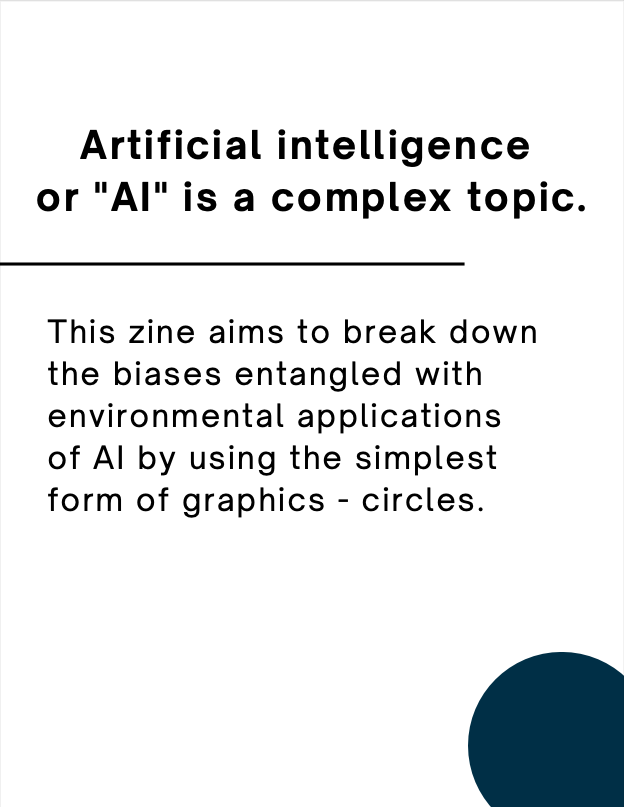 Artificial intelligence
or "AI" is a complex topic.
This zine aims to break down
the biases entangled with
environmental applications
of AI by using the simplest
form of graphics - circles.